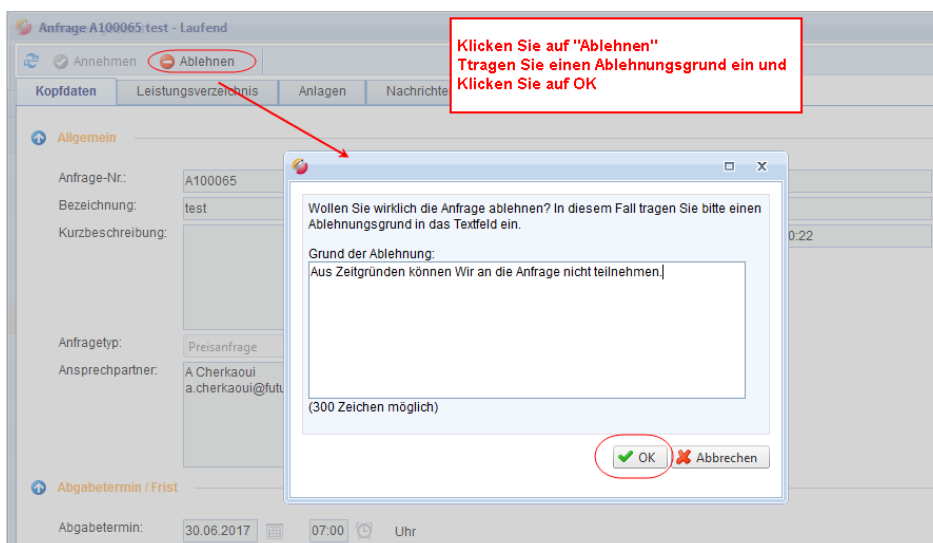 Anfrage A100065 test - Laufend
Annehmen
Ablehnen
Klicken Sie auf "Ablehnen"
Ttragen Sie einen Ablehnungsgrund ein und
Klicken Sie auf OK
Kopfdaten
Leistungsverzeichnis
Anlagen
Nachrichte
Allgemein
Anfrage-Nr.:
A100065
Bezeichnung:
test
Kurzbeschreibung:
0:22
Wollen Sie wirklich die Anfrage ablehnen? In diesem Fall tragen Sie bitte einen
Ablehnungsgrund in das Textfeld ein.
Grund der Ablehnung:
Aus Zeitgründen können Wir an die Anfrage nicht teilnehmen.
(300 Zeichen möglich)
OK
Abbrechen
Anfragetyp:
Preisanfrage
Ansprechpartner:
A Cherkaoui
a.cherkaoui@futu
Abgabetermin / Frist
Abgabetermin:
30.06.2017
07:00
Uhr